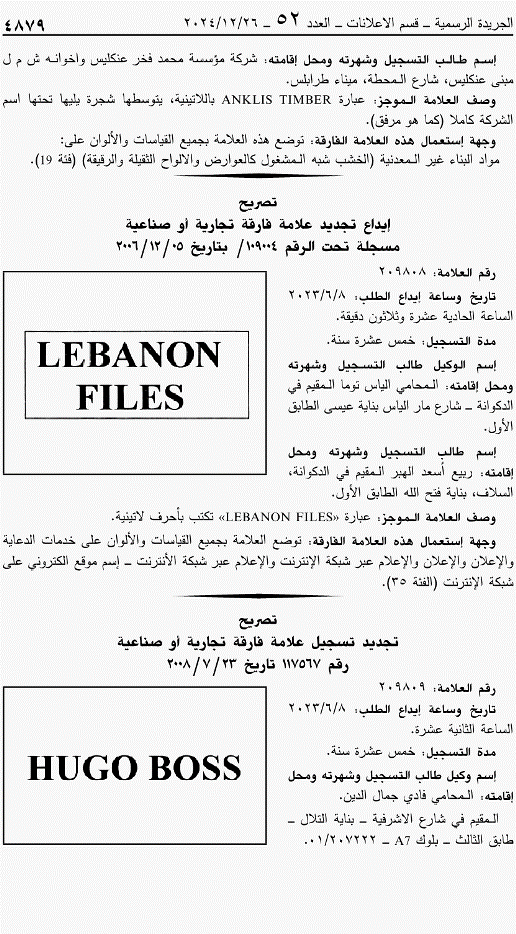 الجريدة الرسمية ــ قسم الاعلانات ــ العدد ٥٢ ــ ٢٠٢٤/١٢/٢٦
٤٨٧٩
إسم طالب التسجيل وشهرته ومحل إقامته: شركة مؤسسة محمد فخر عنكليس وأخوانه ش م ل
مبنى عنكليس، شارع المحطة، ميناء طرابلس.
وصف العلامة الموجز: عبارة ANKLIS TIMBER باللاتينية، يتوسطها شجرة يليها تحتها اسم
الشركة كاملا (كما هو مرفق).
وجهة إستعمال هذه العلامة الفارقة: توضع هذه العلامة بجميع القياسات والألوان على:
مواد البناء غير المعدنية (الخشب شبه المشغول كالعوارض والالواح الثقيلة والرقيقة) (فئة 19).
تصريح
إيداع تجديد علامة فارقة تجارية أو صناعية
مسجلة تحت الرقم ١٠٩٠٠٤/ بتاريخ ٢٠٠٦/١٢/٠٥
رقم العلامة: ٢٠٩٨٠٨
تاريخ وساعة إيداع الطلب: ٢٠٢٣/٦/٨
الساعة الحادية عشرة وثلاثون دقيقة.
مدة التسجيل: خمس عشرة سنة.
إسم الوكيل طالب التسجيل وشهرته
ومحل إقامته: المحامي الياس توما المقيم في
الدكوانة ــ شارع مار الياس بناية عيسى الطابق
الأول.
إسم طالب التسجيل وشهرته ومحل
إقامته: ربيع أسعد الهبر المقيم في الدكوانة،
السلاف، بناية فتح الله الطابق الأول.
LEBANON
FILES
وصف العلامة الموجز: عبارة «LEBANON FILES» تكتب بأحرف لاتينية.
وجهة إستعمال هذه العلامة الفارقة: توضع العلامة بجميع القياسات والألوان على خدمات الدعاية
والإعلان والإعلان والإعلام عبر شبكة الإنترنت والإعلام عبر شبكة الأنترنت ــ إسم موقع الكتروني على
شبكة الإنترنت (الفئة ٣٥).
تصريح
تجديد تسجيل علامة فارقة تجارية أو صناعية
رقم ١١٧٥٦٧ تاريخ ٢٠٠٨/٧/٢٣
رقم العلامة: ٢٠٩٨٠٩
تاريخ وساعة إيداع الطلب: ٢٠٢٣/٦/٨
الساعة الثانية عشرة.
مدة التسجيل: خمس عشرة سنة.
إسم وكيل طالب التسجيل وشهرته ومحل
إقامته: المحامي فادي جمال الدين.
المقيم في شارع الاشرفية ــ بناية التلال ــ
طابق الثالث ــ بلوك A7 ــ ٠١/٢٠٧٢٢٢.
HUGO BOSS